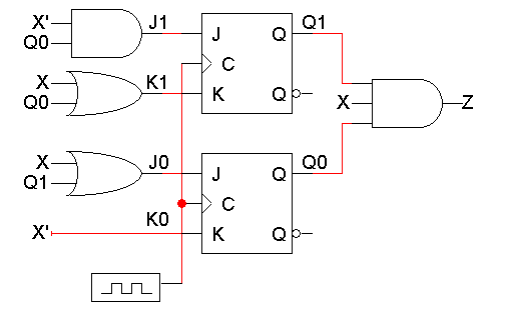 X' J1 Q1
Q0 J Q
C
X K1
Q0 K Q
X Z
X J0 Q0
Q1 J Q
C
K0
X' K Q